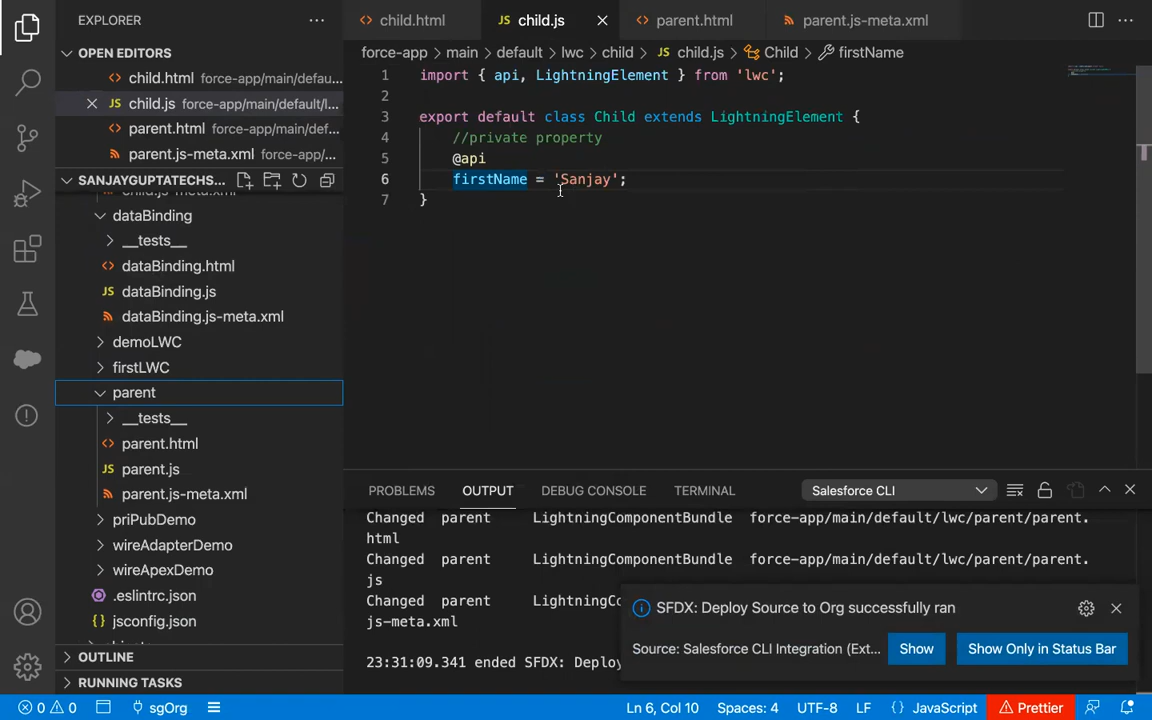 EXPLORER
OPEN EDITORS
child.html force-app/main/defau...
JS child.js force-app/main/default/l...
parent.html force-app/main/def...
parent.js-meta.xml force-app/...
SANJAYGUPTATECHS...
dataBinding
__tests__
dataBinding.html
JS dataBinding.js
dataBinding.js-meta.xml
demoLWC
firstLWC
parent
__tests__
parent.html
JS parent.js
parent.js-meta.xml
priPubDemo
wireAdapterDemo
wireApexDemo
.eslintrc.json
{} jsconfig.json
OUTLINE
RUNNING TASKS
child.html
JS child.js
parent.html
parent.js-meta.xml
force-app > main > default > lwc > child > JS child.js > Child > firstName
1 import { api, LightningElement } from 'lwc';
2
3 export default class Child extends LightningElement {
4 //private property
5 @api
6 firstName = 'Sanjay';
7 }
PROBLEMS OUTPUT DEBUG CONSOLE TERMINAL Salesforce CLI
Changed parent LightningComponentBundle force-app/main/default/lwc/parent/parent.
html
Changed parent LightningComponentBundle force-app/main/default/lwc/parent/parent.
js
Changed parent LightningCo
js-meta.xml
23:31:09.341 ended SFDX: Deploy
SFDX: Deploy Source to Org successfully ran
Source: Salesforce CLI Integration (Ext... Show Show Only in Status Bar
0 0 sgOrg Ln 6, Col 10 Spaces: 4 UTF-8 LF {} JavaScript Prettier